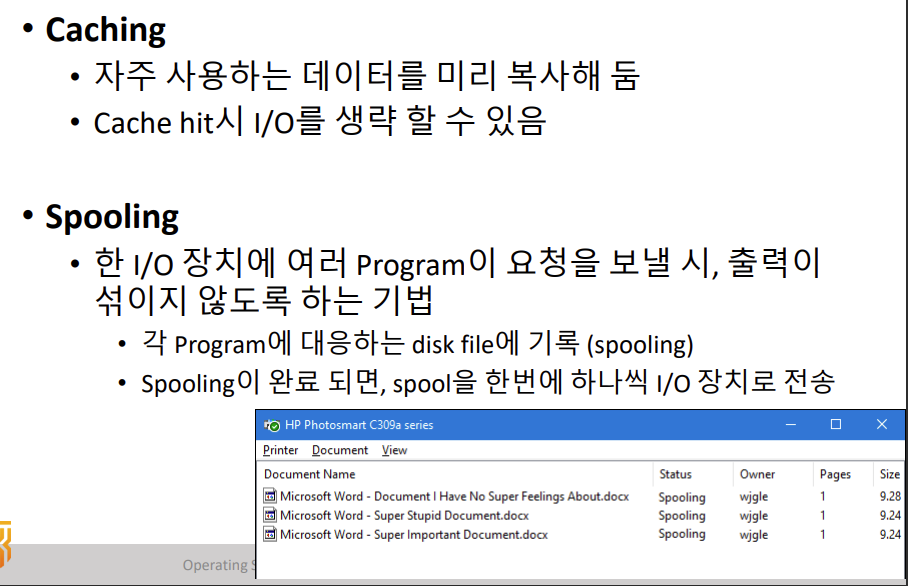 • Caching
• 자주 사용하는 데이터를 미리 복사해 둠
• Cache hit시 I/O를 생략 할 수 있음
• Spooling
• 한 I/O 장치에 여러 Program이 요청을 보낼 시, 출력이
섞이지 않도록 하는 기법
• 각 Program에 대응하는 disk file에 기록 (spooling)
• Spooling이 완료 되면, spool을 한번에 하나씩 I/O 장치로 전송
HP Photosmart C309a series
Printer Document View
Document Name Status Owner Pages Size
Microsoft Word - Document I Have No Super Feelings About.docx Spooling wjgle 1 9.28
Microsoft Word - Super Stupid Document.docx Spooling wjgle 1 9.24
Microsoft Word - Super Important Document.docx Spooling wjgle 1 9.24
Operating